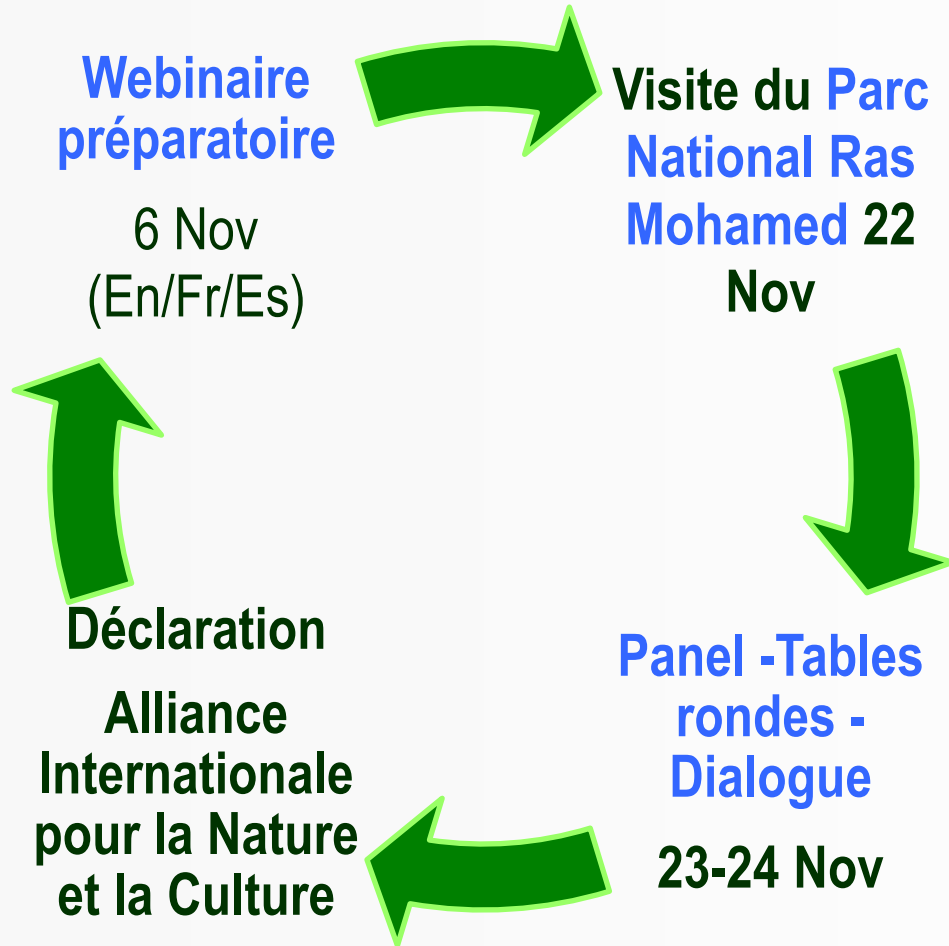 Webinaire
préparatoire
6 Nov
(En/Fr/Es)
Visite du Parc
National Ras
Mohamed 22
Nov
Panel -Tables
rondes -
Dialogue
23-24 Nov
Déclaration
Alliance
Internationale
pour la Nature
et la Culture